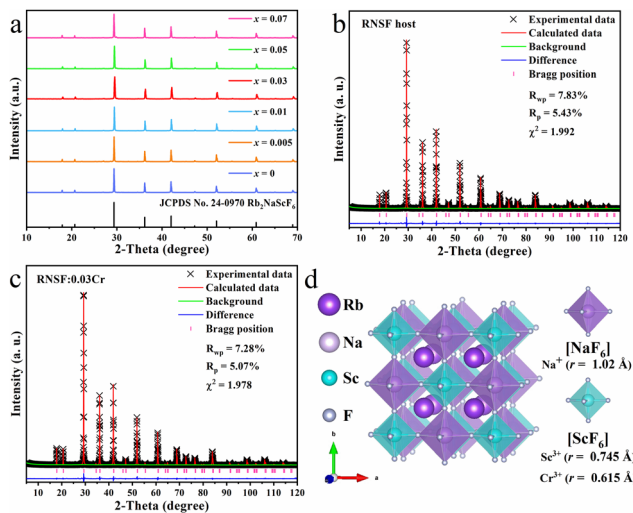 a
x = 0.07
x = 0.05
x = 0.03
x = 0.01
x = 0.005
x = 0
JCPDS No. 24-0970 Rb₂NaScF₆
Intensity (a. u.)
10 20 30 40 50 60 70
2-Theta (degree)
b
RNSF host
Experimental data
Calculated data
Background
Difference
Bragg position
R_wp = 7.83%
R_p = 5.43%
χ² = 1.992
Intensity (a. u.)
10 20 30 40 50 60 70 80 90 100 110 120
2-Theta (degree)
c
RNSF:0.03Cr
Experimental data
Calculated data
Background
Difference
Bragg position
R_wp = 7.28%
R_p = 5.07%
χ² = 1.978
Intensity (a. u.)
10 20 30 40 50 60 70 80 90 100 110 120
2-Theta (degree)
d
Rb
Na
Sc
F
b
a
[NaF₆]
Na⁺ (r = 1.02 Å)
[ScF₆]
Sc³⁺ (r = 0.745 Å)
Cr³⁺ (r = 0.615 Å)